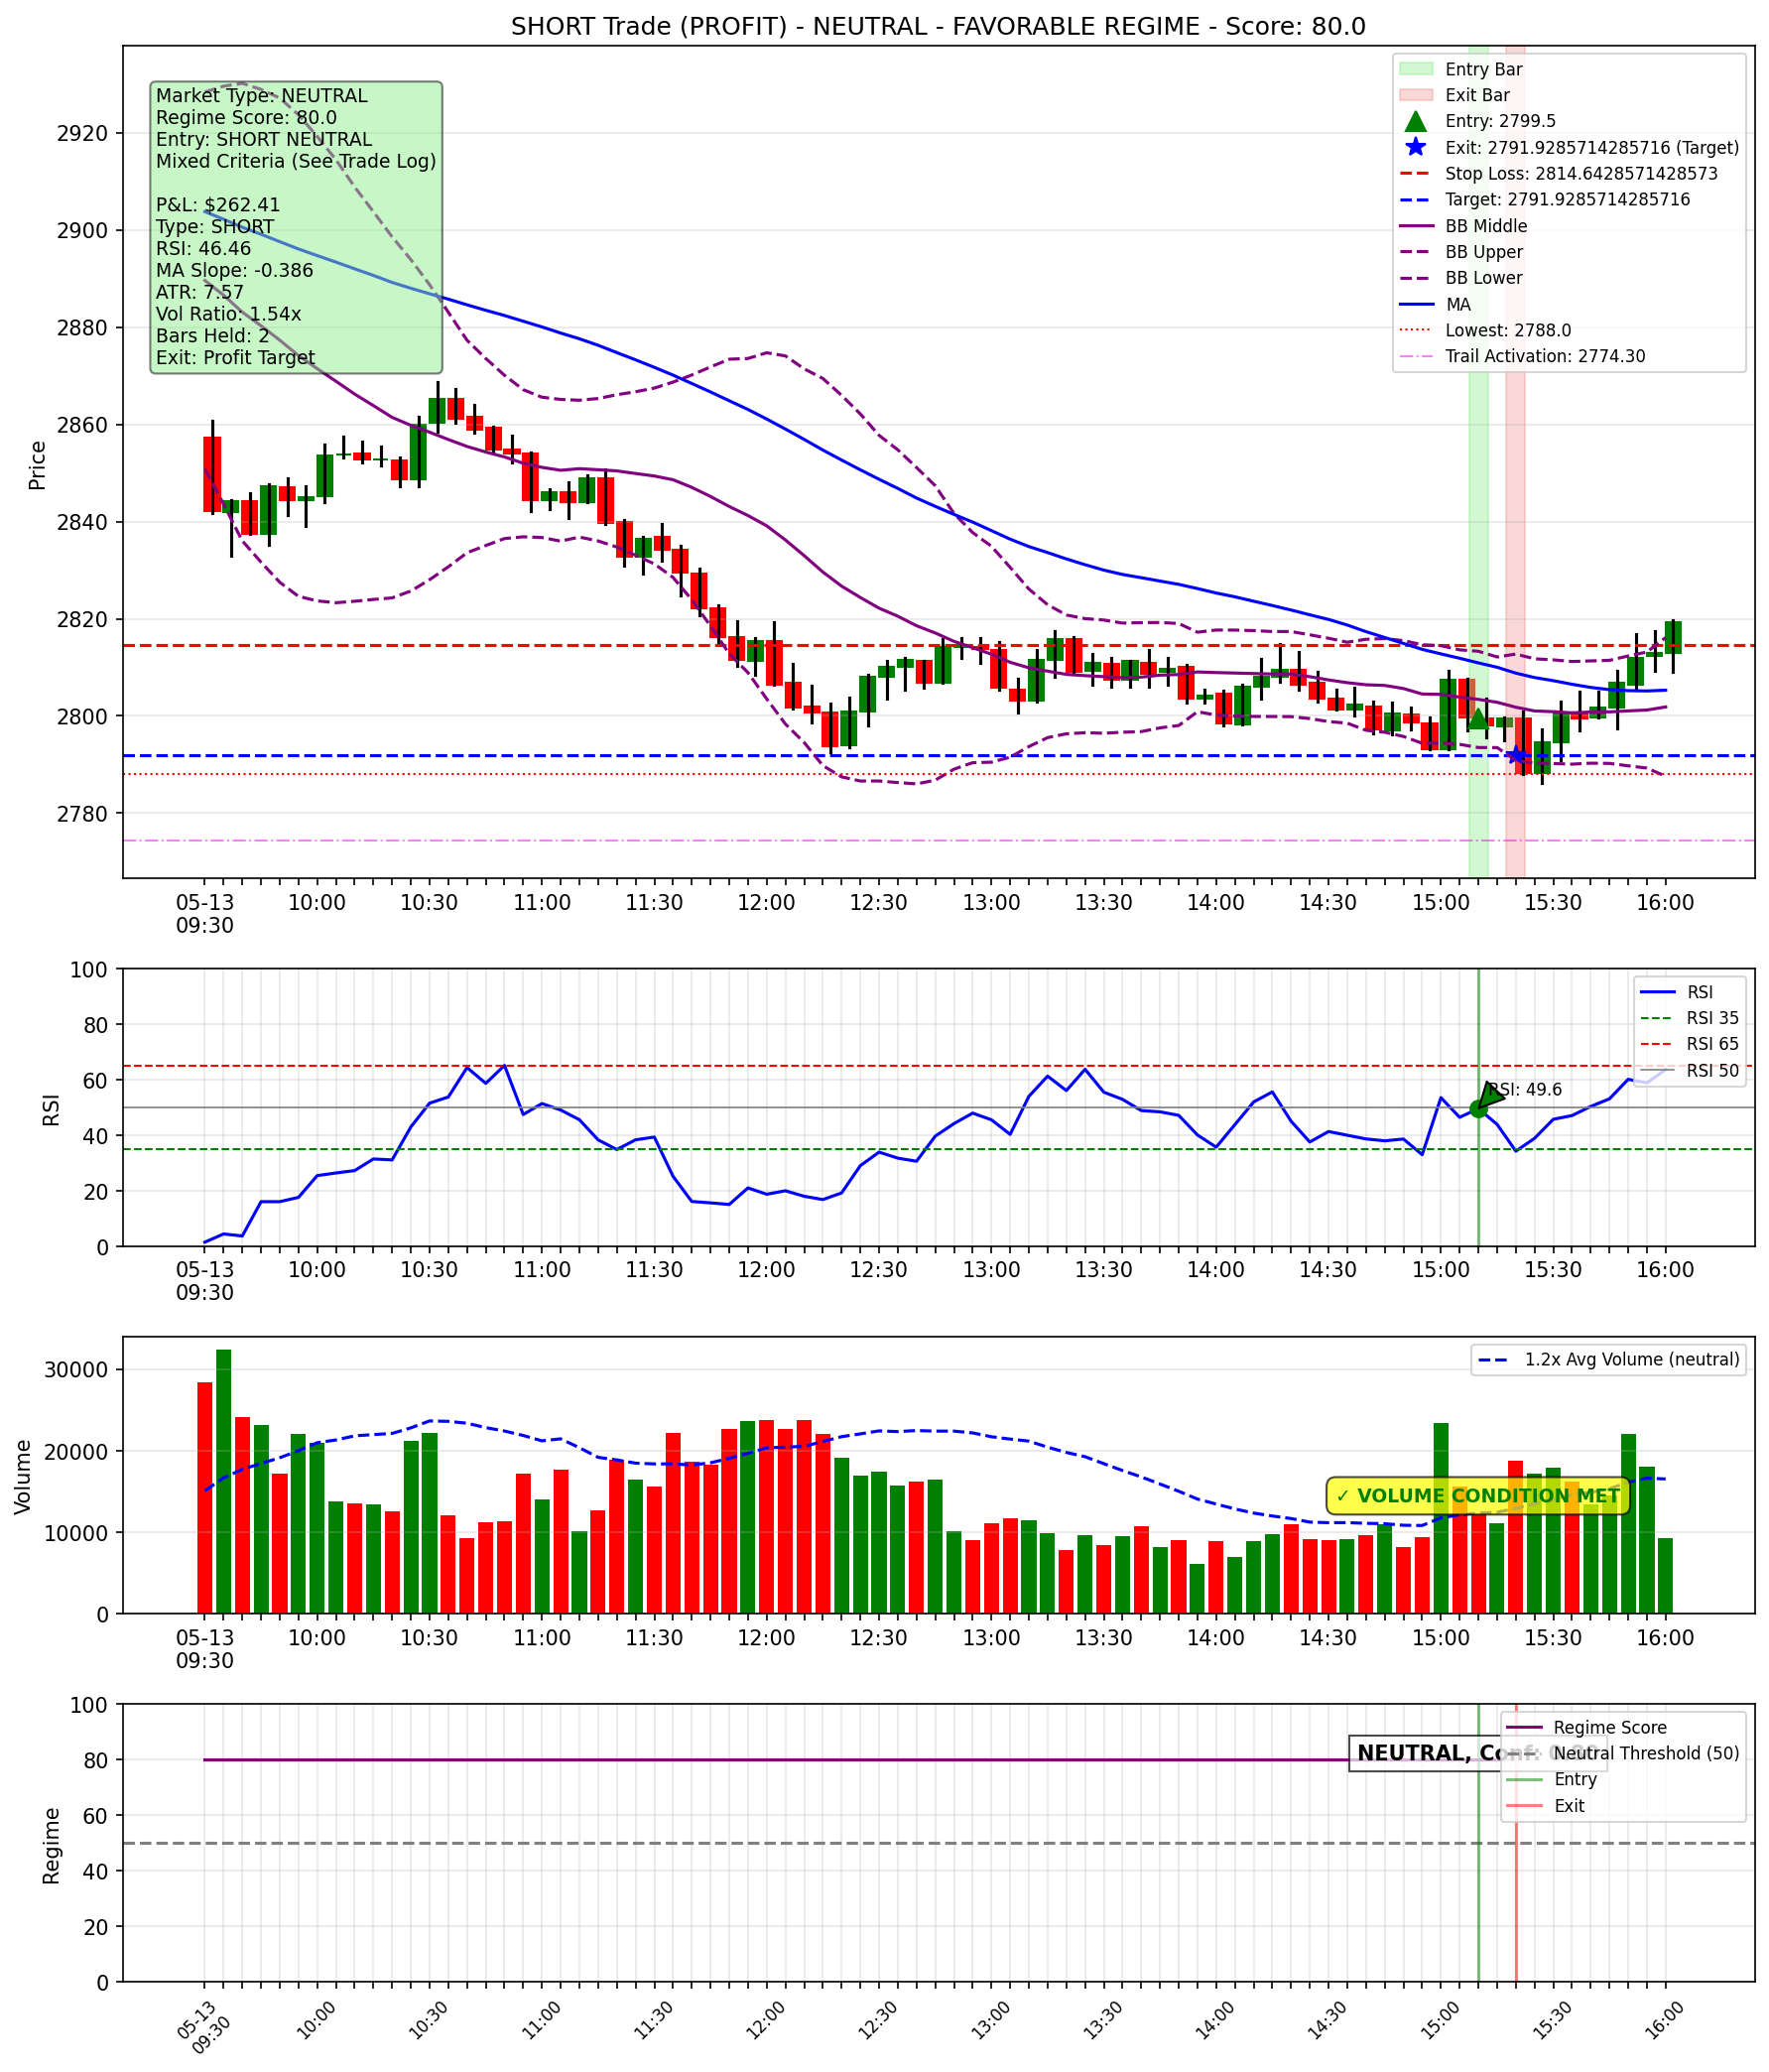 SHORT Trade (PROFIT) - NEUTRAL - FAVORABLE REGIME - Score: 80.0
Market Type: NEUTRAL
Regime Score: 80.0
Entry: SHORT NEUTRAL
Mixed Criteria (See Trade Log)
P&L: $262.41
Type: SHORT
RSI: 46.46
MA Slope: -0.386
ATR: 7.57
Vol Ratio: 1.54x
Bars Held: 2
Exit: Profit Target
Entry Bar
Exit Bar
Entry: 2799.5
Exit: 2791.9285714285716 (Target)
Stop Loss: 2814.6428571428573
Target: 2791.9285714285716
BB Middle
BB Upper
BB Lower
MA
Lowest: 2788.0
Trail Activation: 2774.30
Price
2920
2900
2880
2860
2840
2820
2800
2780
05-13
09:30
10:00
10:30
11:00
11:30
12:00
12:30
13:00
13:30
14:00
14:30
15:00
15:30
16:00
RSI
100
80
60
40
20
0
RSI
RSI 35
RSI 65
RSI 50
RSI: 49.6
05-13
09:30
10:00
10:30
11:00
11:30
12:00
12:30
13:00
13:30
14:00
14:30
15:00
15:30
16:00
Volume
30000
20000
10000
0
1.2x Avg Volume (neutral)
✓ VOLUME CONDITION MET
05-13
09:30
10:00
10:30
11:00
11:30
12:00
12:30
13:00
13:30
14:00
14:30
15:00
15:30
16:00
Regime
100
80
60
40
20
0
NEUTRAL, Conf:
Regime Score
Neutral Threshold (50)
Entry
Exit
05-13
09:30
10:00
10:30
11:00
11:30
12:00
12:30
13:00
13:30
14:00
14:30
15:00
15:30
16:00